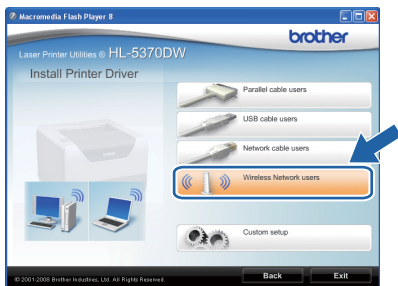 Macromedia Flash Player 8
brother
Laser Printer Utilities ® HL-5370DW
Install Printer Driver
Parallel cable users
USB cable users
Network cable users
Wireless Network users
Custom setup
© 2001-2008 Brother Industries, Ltd. All Rights Reserved.
Back
Exit